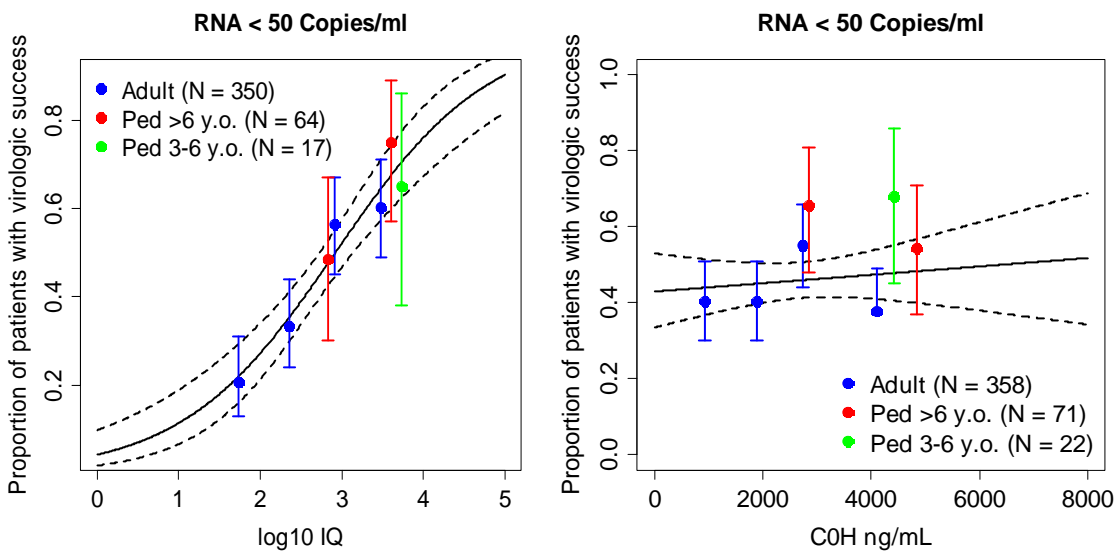 RNA < 50 Copies/ml
Proportion of patients with virologic success
0.8
0.6
0.4
0.2
Adult (N = 350)
Ped >6 y.o. (N = 64)
Ped 3-6 y.o. (N = 17)
0 1 2 3 4 5
log10 IQ
RNA < 50 Copies/ml
Proportion of patients with virologic success
1.0
0.8
0.6
0.4
0.2
0.0
Adult (N = 358)
Ped >6 y.o. (N = 71)
Ped 3-6 y.o. (N = 22)
0 2000 4000 6000 8000
C0H ng/mL